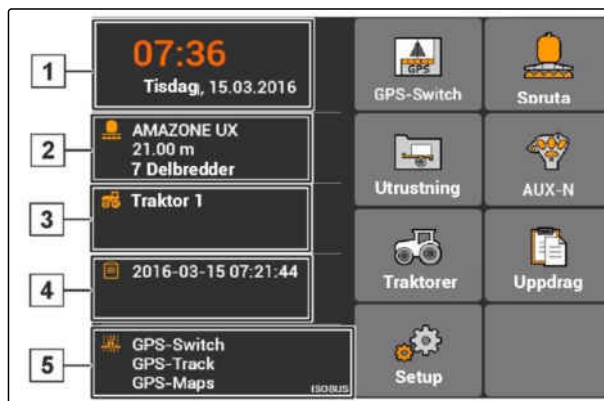 1
07:36
Tisdag, 15.03.2016
2
AMAZONE UX
21.00 m
7 Delbredder
3
Traktor 1
4
2016-03-15 07:21:44
5
GPS-Switch
GPS-Track
GPS-Maps
ISOBUS
GPS
GPS-Switch
Spruta
Utrustning
AUX-N
Traktorer
Uppdrag
Setup